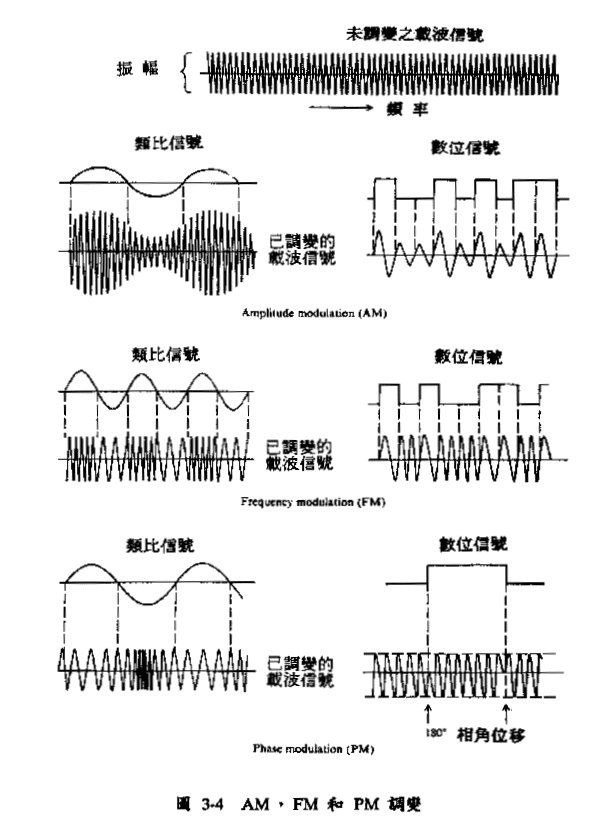 未調變之載波信號
振 幅
頻 率
類比信號
數位信號
已調變的
載波信號
Amplitude modulation (AM)
類比信號
數位信號
已調變的
載波信號
Frequency modulation (FM)
類比信號
數位信號
已調變的
載波信號
180° 相角位移
Phase modulation (PM)
圖 3-4 AM，FM 和 PM 調變